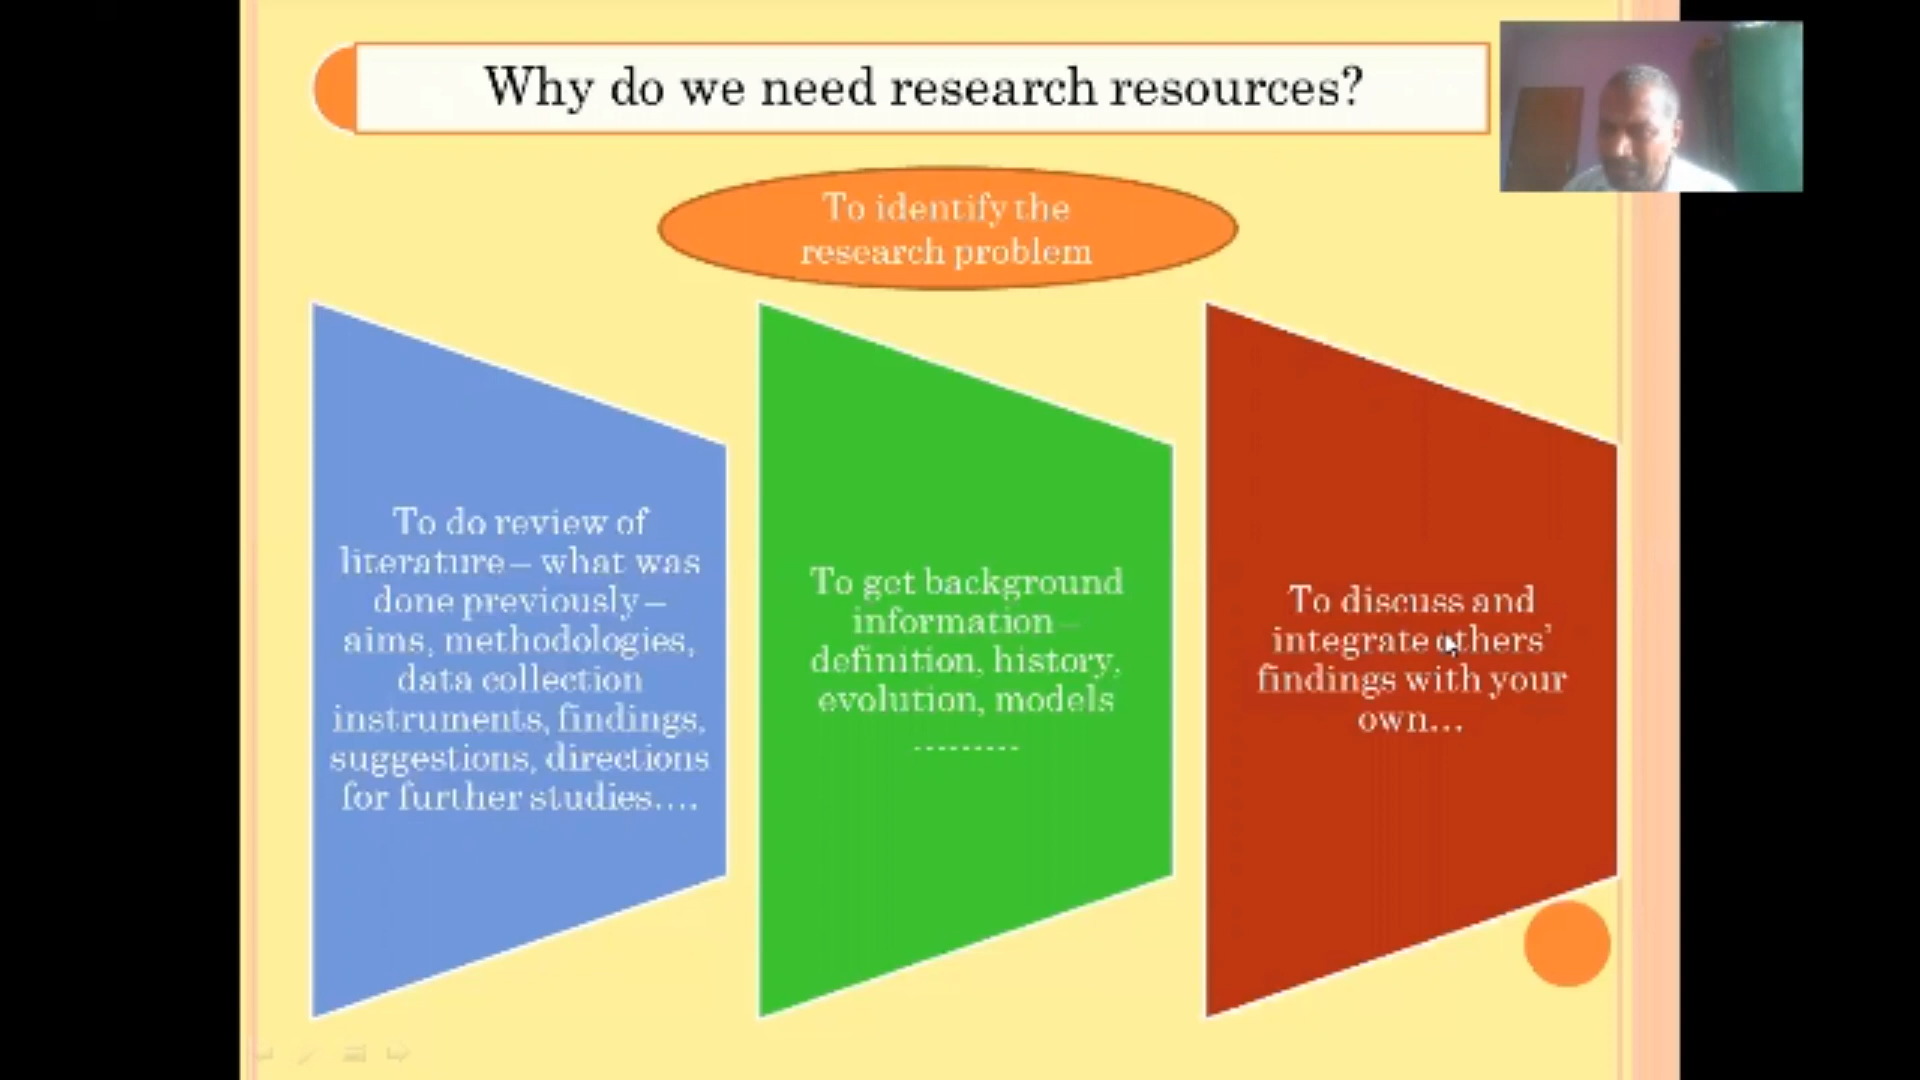 Why do we need research resources?
To identify the
research problem
To do review of
literature – what was
done previously –
aims, methodologies,
data collection
instruments, findings,
suggestions, directions
for further studies….
To get background
information –
definition, history,
evolution, models
---------
To discuss and
integrate others’
findings with your
own…